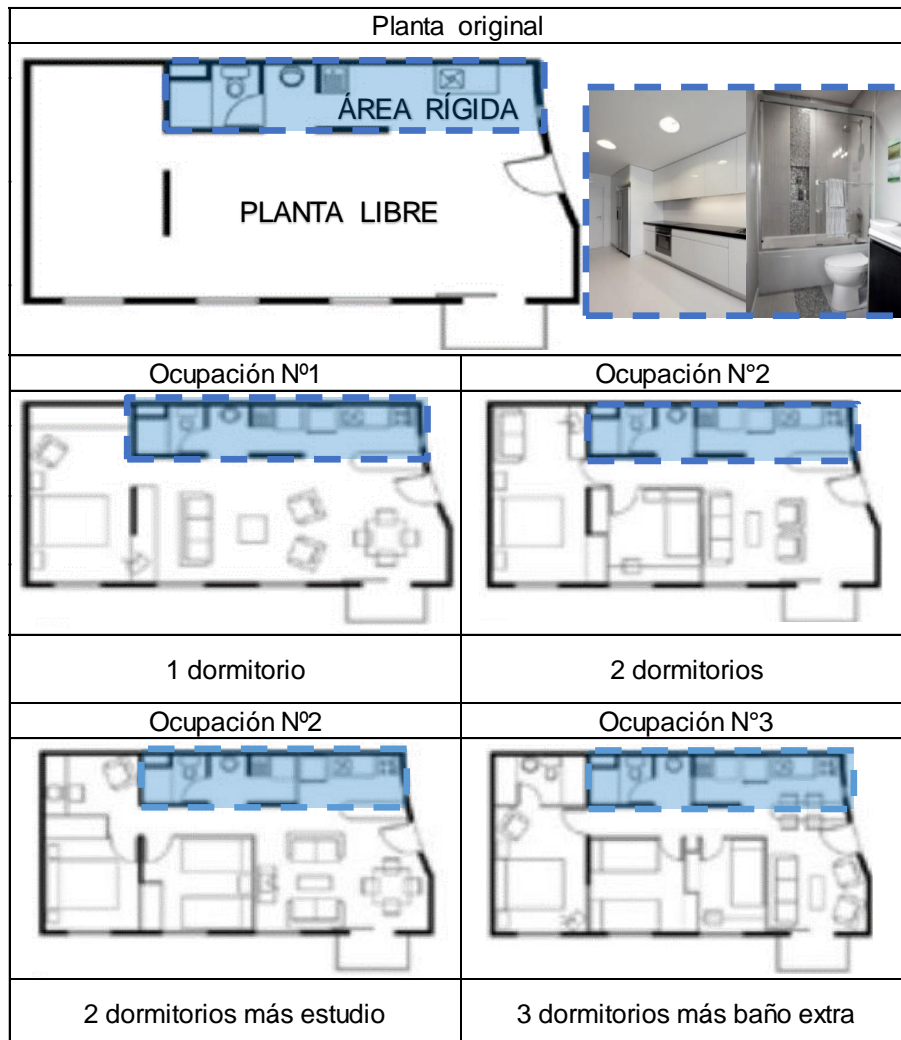 Planta original
ÁREA RÍGIDA
PLANTA LIBRE
Ocupación Nº1
Ocupación N°2
1 dormitorio
2 dormitorios
Ocupación Nº2
Ocupación N°3
2 dormitorios más estudio
3 dormitorios más baño extra